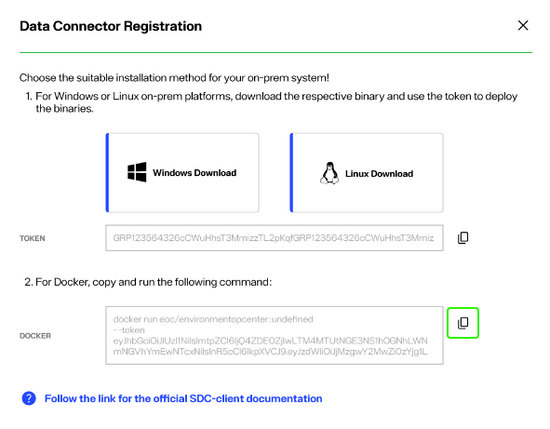 Data Connector Registration
Choose the suitable installation method for your on-prem system!
1. For Windows or Linux on-prem platforms, download the respective binary and use the token to deploy
the binaries.
Windows Download
Linux Download
TOKEN
GRP123564326cCWuHhsT3MmizzTL2pKqfGRP123564326cCWuHhsT3Mmiz
2. For Docker, copy and run the following command:
DOCKER
docker run eoc/environmentopcenter:undefined
--token
Follow the link for the official SDC-client documentation